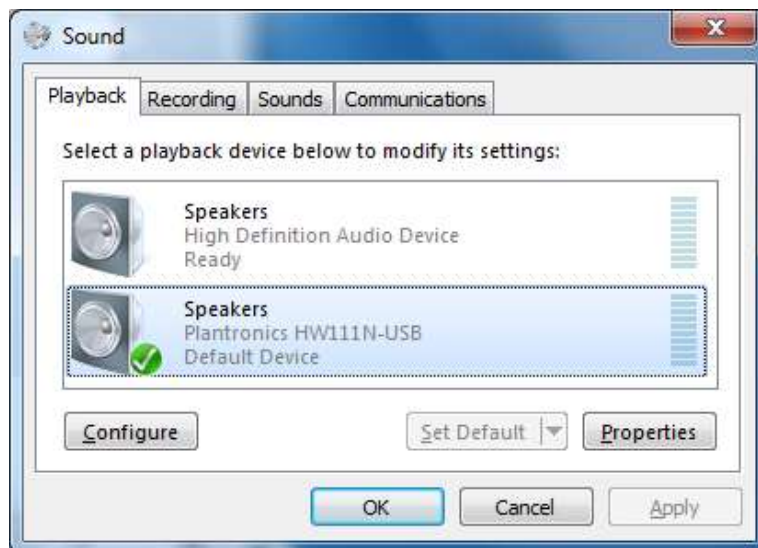 Sound
Playback Recording Sounds Communications
Select a playback device below to modify its settings:
Speakers
High Definition Audio Device
Ready
Speakers
Plantronics HW111N-USB
Default Device
Configure Set Default Properties
OK Cancel Apply